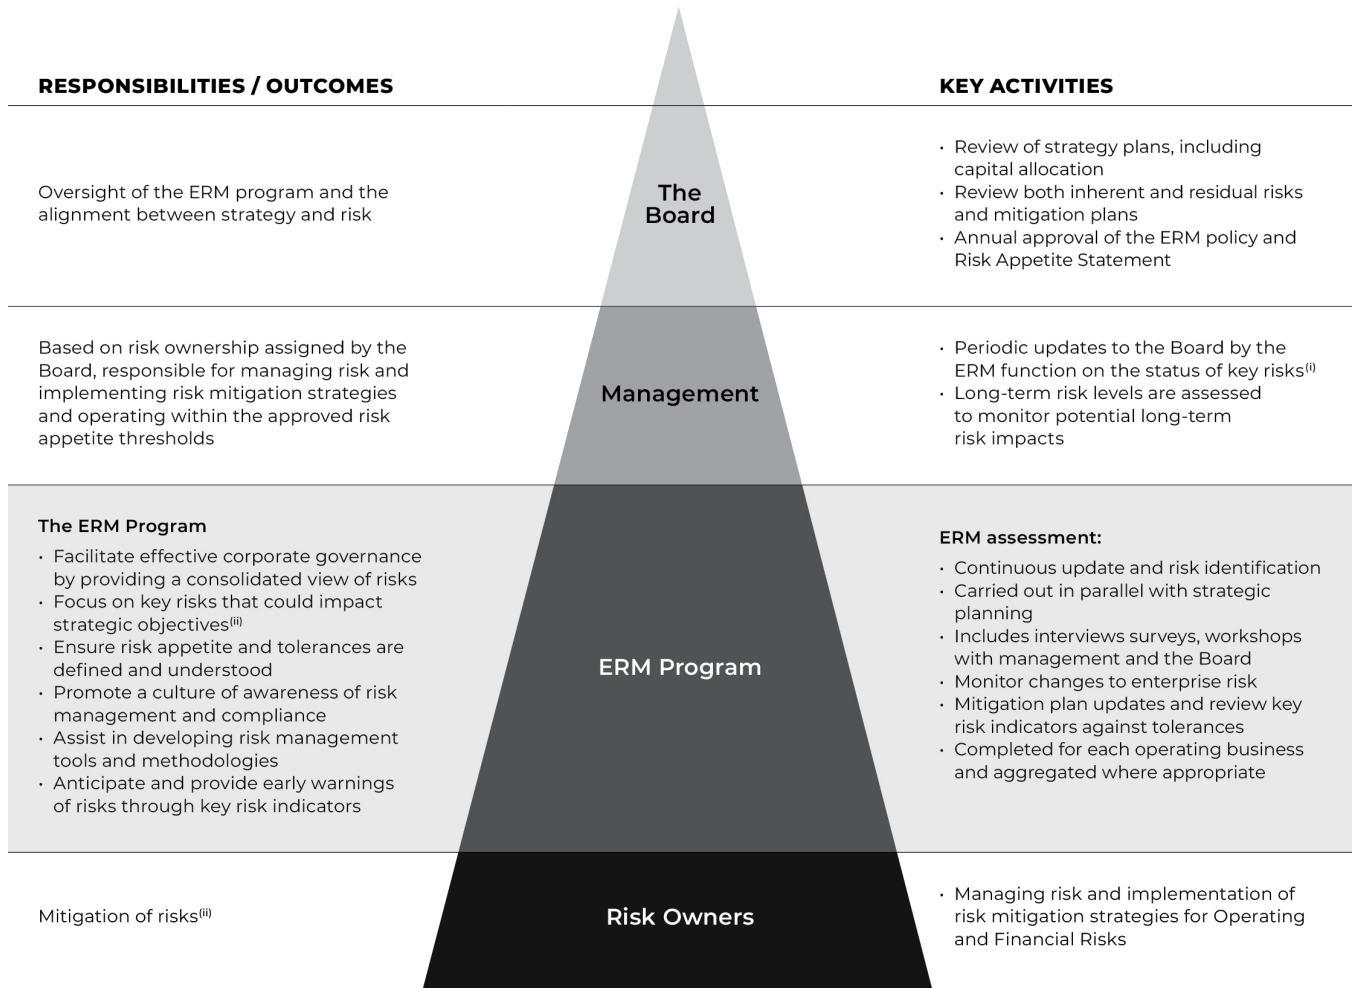 RESPONSIBILITIES / OUTCOMES
KEY ACTIVITIES
Oversight of the ERM program and the
alignment between strategy and risk
The
Board
• Review of strategy plans, including
capital allocation
• Review both inherent and residual risks
and mitigation plans
• Annual approval of the ERM policy and
Risk Appetite Statement
Based on risk ownership assigned by the
Board, responsible for managing risk and
implementing risk mitigation strategies
and operating within the approved risk
appetite thresholds
Management
• Periodic updates to the Board by the
ERM function on the status of key risks(i)
• Long-term risk levels are assessed
to monitor potential long-term
risk impacts
The ERM Program
• Facilitate effective corporate governance
by providing a consolidated view of risks
• Focus on key risks that could impact
strategic objectives(ii)
• Ensure risk appetite and tolerances are
defined and understood
• Promote a culture of awareness of risk
management and compliance
• Assist in developing risk management
tools and methodologies
• Anticipate and provide early warnings
of risks through key risk indicators
ERM Program
ERM assessment:
• Continuous update and risk identification
• Carried out in parallel with strategic
planning
• Includes interviews surveys, workshops
with management and the Board
• Monitor changes to enterprise risk
• Mitigation plan updates and review key
risk indicators against tolerances
• Completed for each operating business
and aggregated where appropriate
Mitigation of risks(ii)
Risk Owners
• Managing risk and implementation of
risk mitigation strategies for Operating
and Financial Risks